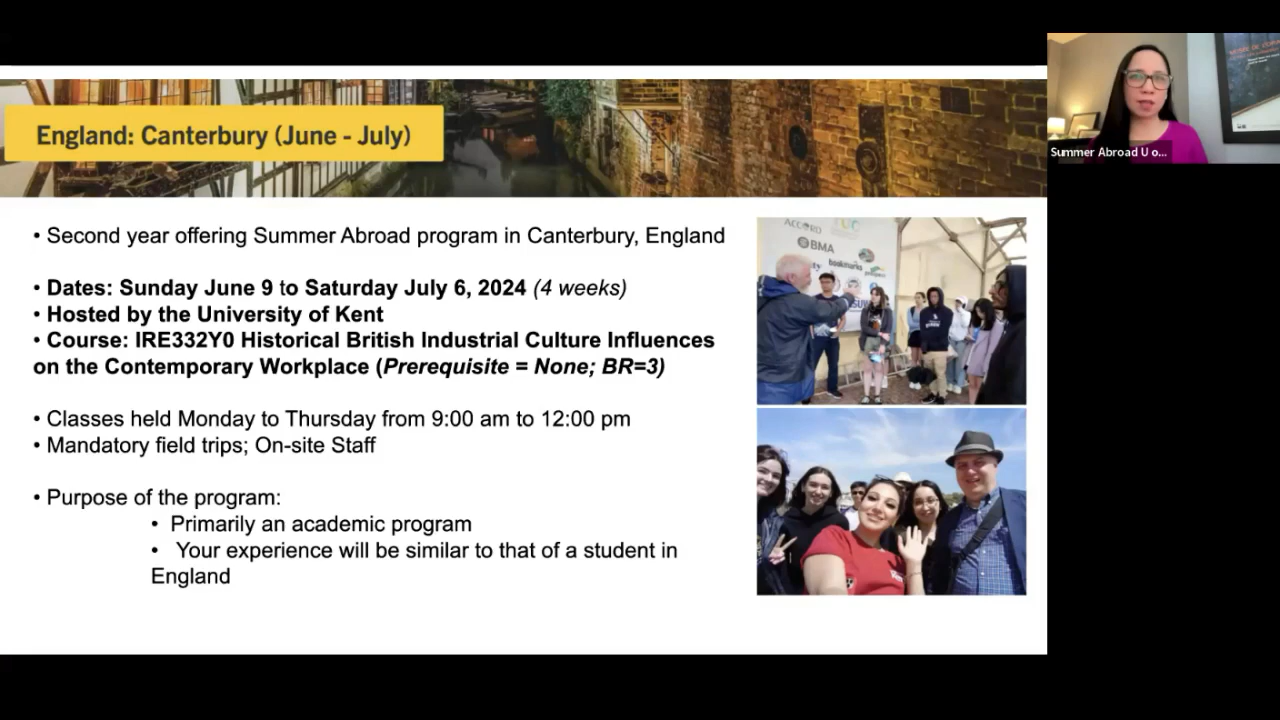 England: Canterbury (June - July)
• Second year offering Summer Abroad program in Canterbury, England
• Dates: Sunday June 9 to Saturday July 6, 2024 (4 weeks)
• Hosted by the University of Kent
• Course: IRE332Y0 Historical British Industrial Culture Influences
on the Contemporary Workplace (Prerequisite = None; BR=3)
• Classes held Monday to Thursday from 9:00 am to 12:00 pm
• Mandatory field trips; On-site Staff
• Purpose of the program:
• Primarily an academic program
• Your experience will be similar to that of a student in
England
ACCORD
BMA
bookmarks
Summer Abroad U o...